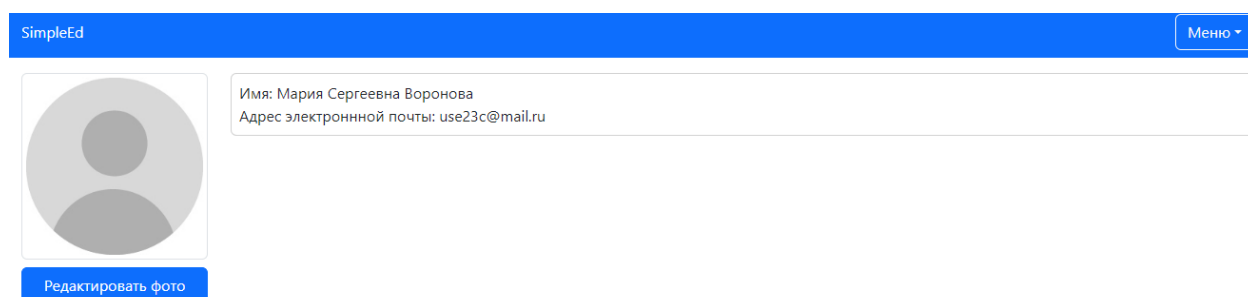 SimpleEd
Меню
Имя: Мария Сергеевна Воронова
Адрес электроннной почты: use23c@mail.ru
Редактировать фото